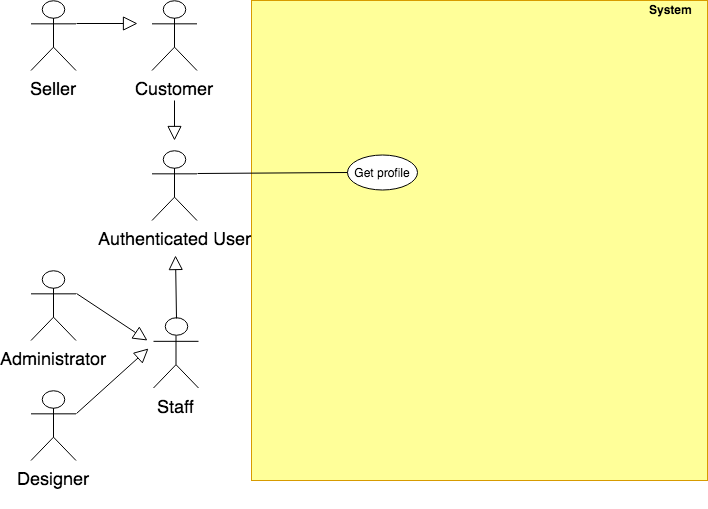 System
Seller
Customer
Get profile
Authenticated User
Administrator
Staff
Designer